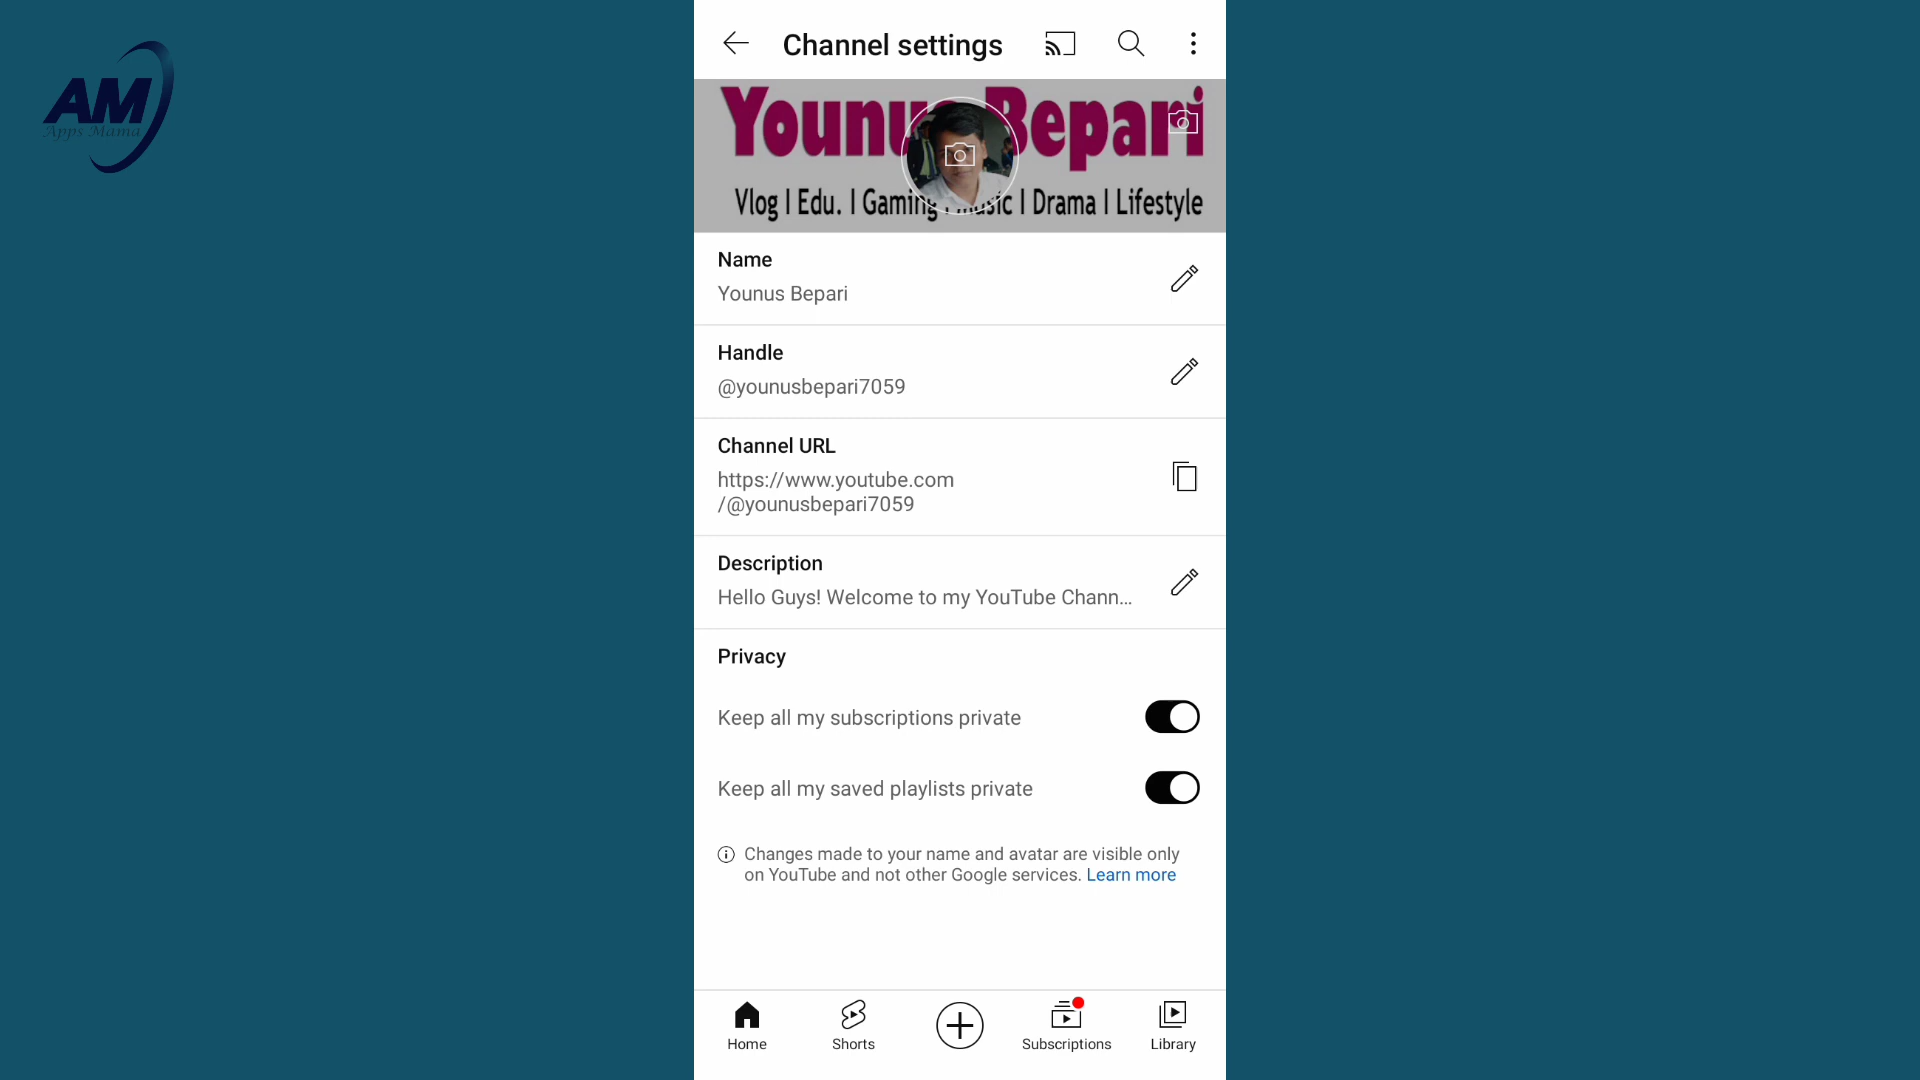 AM
Apps Mama
Channel settings
Younus Bepari
Vlog I Edu. I Gaming I Music I Drama I Lifestyle
Name
Younus Bepari
Handle
@younusbepari7059
Channel URL
https://www.youtube.com
/@younusbepari7059
Description
Hello Guys! Welcome to my YouTube Chann...
Privacy
Keep all my subscriptions private
Keep all my saved playlists private
Changes made to your name and avatar are visible only
on YouTube and not other Google services. Learn more
Home
Shorts
Subscriptions
Library